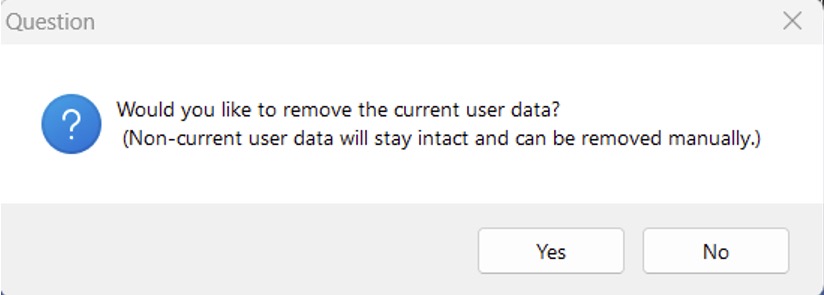 Question
Would you like to remove the current user data?
(Non-current user data will stay intact and can be removed manually.)
Yes
No